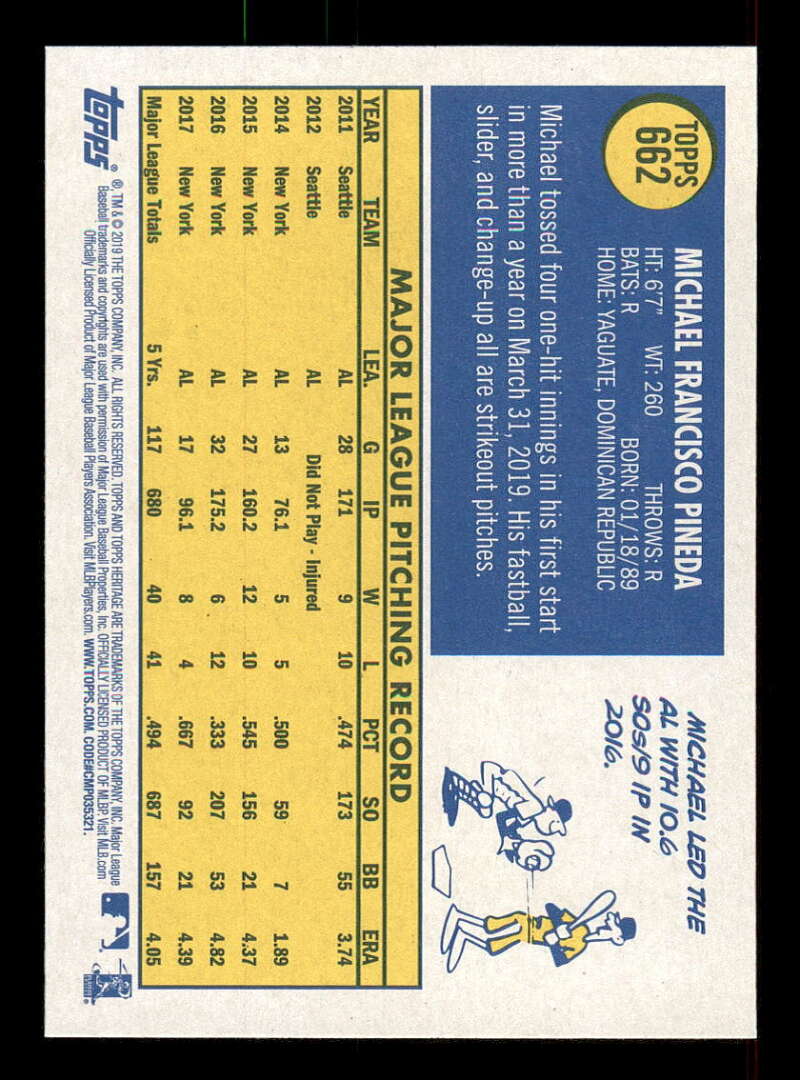 TOPPS
662
MICHAEL FRANCISCO PINEDA
HT: 6'7" WT: 260 THROWS: R
BATS: R BORN: 01/18/89
HOME: YAGUATE, DOMINICAN REPUBLIC
Michael tossed four one-hit innings in his first start
in more than a year on March 31, 2019. His fastball,
slider, and change-up all are strikeout pitches.
MICHAEL LED THE
AL WITH 10.6
SOs/9 IP IN
2016.
MAJOR LEAGUE PITCHING RECORD
YEAR TEAM LEA. G IP W L PCT SO BB ERA
2011 Seattle AL 28 171 9 10 .474 173 55 3.74
2012 Seattle AL Did Not Play - Injured
2014 New York AL 13 76.1 5 5 .500 59 7 1.89
2015 New York AL 27 160.2 12 10 .545 156 21 4.37
2016 New York AL 32 175.2 6 12 .333 207 53 4.82
2017 New York AL 17 96.1 8 4 .667 92 21 4.39
Major League Totals 5 Yrs. 117 680 40 41 .494 687 157 4.05
topps®
®, TM & © 2019 THE TOPPS COMPANY, INC. ALL RIGHTS RESERVED. TOPPS AND TOPPS HERITAGE ARE TRADEMARKS OF THE TOPPS COMPANY, INC. Major League
Baseball trademarks and copyrights are used with permission of Major League Baseball Properties, Inc. OFFICIALLY LICENSED PRODUCT OF MLBP. Visit MLB.com
Officially Licensed Product of Major League Baseball Players Association. Visit MLBPlayers.com. WWW.TOPPS.COM. CODE#CMP035321.